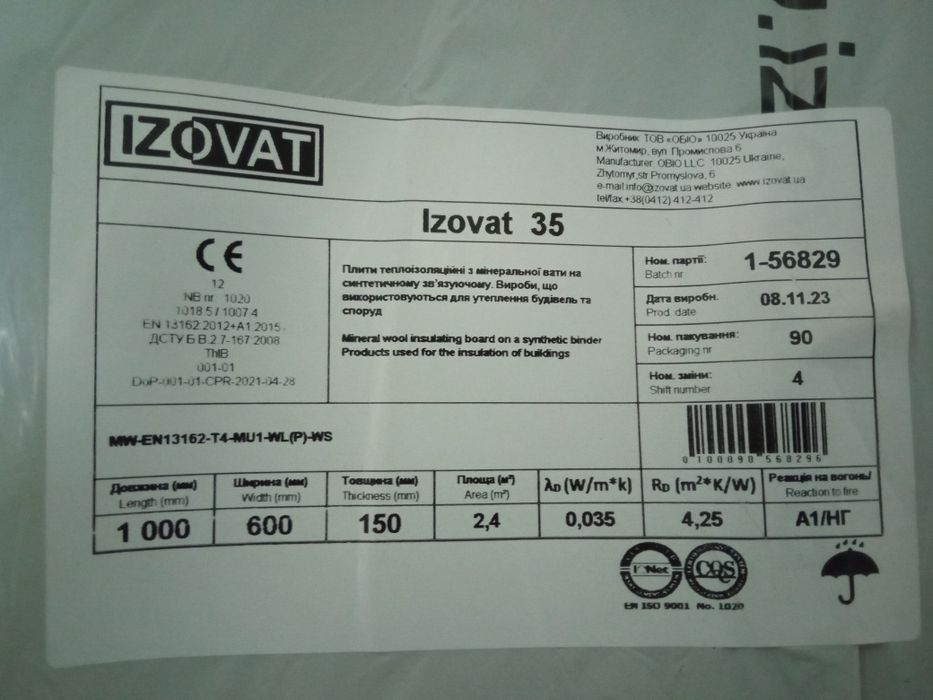 IZOVAT
Виробник ТОВ «ОБІО» 10025 Україна
м.Житомир, вул Промислова 6
Manufacturer OBIO LLC 10025 Ukraine,
Zhytomyr,str Promyslova, 6
e-mail info@izovat.ua website www.izovat.ua
tel/fax +38(0412) 412-412
Izovat 35
CE
12
NB nr 1020
1018.5 / 1007.4
EN 13162 2012+A1 2015
ДСТУ Б В.2.7-167 2008
ThIB
001-01
DoP-001-01-CPR-2021-04-28
Плити теплоізоляційні з мінеральної вати на
синтетичному зв'язуючому. Вироби, що
використовуються для утеплення будівель та
споруд
Mineral wool insulating board on a synthetic binder
Products used for the insulation of buildings
Ном. партії: 1-56829
Batch nr
Дата виробн. 08.11.23
Prod. date
Ном. пакування: 90
Packaging nr
Ном. зміни: 4
Shift number
MW-EN13162-T4-MU1-WL(P)-WS
0 100090 568296
Довжина (мм) Ширина (мм) Товщина (мм) Площа (м²) λD (W/m*k) RD (m²*K/W) Реакція на вогонь/
Length (mm) Width (mm) Thickness (mm) Area (m²) Reaction to fire
1 000 600 150 2,4 0,035 4,25 А1/НГ
IQNet CQS
EN ISO 9001 No. 1020